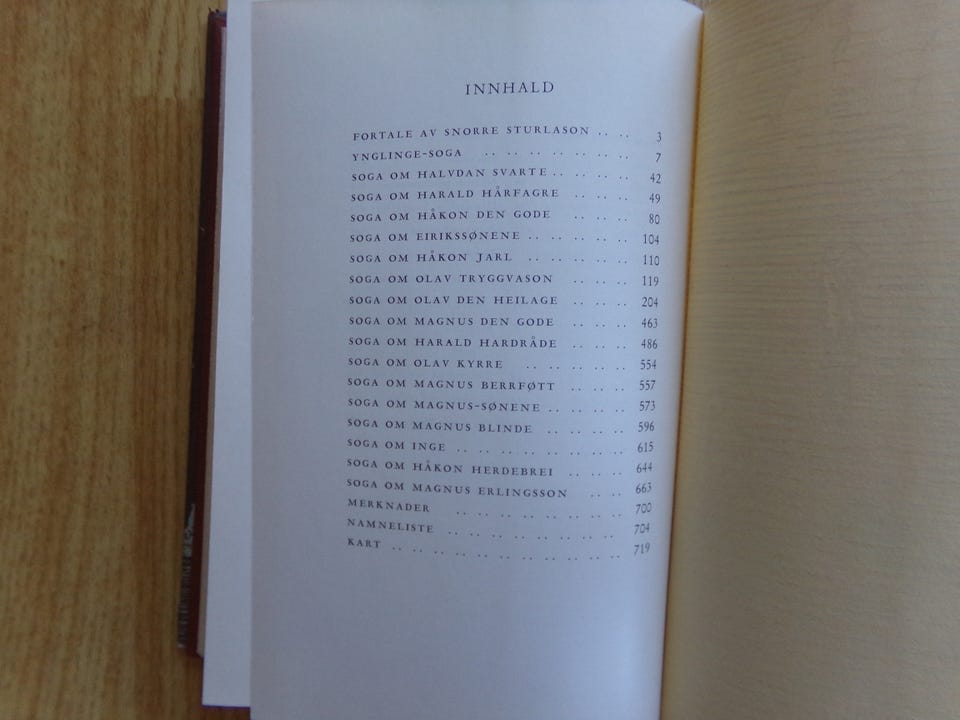 INNHALD
FORTALE AV SNORRE STURLASON .. .. 3
YNGLINGE-SOGA .. .. .. .. .. .. .. 7
SOGA OM HALVDAN SVARTE .. .. .. .. 42
SOGA OM HARALD HÅRFAGRE .. .. .. 49
SOGA OM HÅKON DEN GODE .. .. .. 80
SOGA OM EIRIKSSØNENE .. .. .. .. .. 104
SOGA OM HÅKON JARL .. .. .. .. .. 110
SOGA OM OLAV TRYGGVASON .. .. .. 119
SOGA OM OLAV DEN HEILAGE .. .. .. 204
SOGA OM MAGNUS DEN GODE .. .. .. 463
SOGA OM HARALD HARDRÅDE .. .. .. 486
SOGA OM OLAV KYRRE .. .. .. .. .. 554
SOGA OM MAGNUS BERRFØTT .. .. .. 557
SOGA OM MAGNUS-SØNENE .. .. .. .. 573
SOGA OM MAGNUS BLINDE .. .. .. .. 596
SOGA OM INGE .. .. .. .. .. .. .. .. 615
SOGA OM HÅKON HERDEBREI .. .. .. 644
SOGA OM MAGNUS ERLINGSSON .. .. 663
MERKNADER .. .. .. .. .. .. .. .. 700
NAMNELISTE .. .. .. .. .. .. .. .. 704
KART .. .. .. .. .. .. .. .. .. .. .. 719